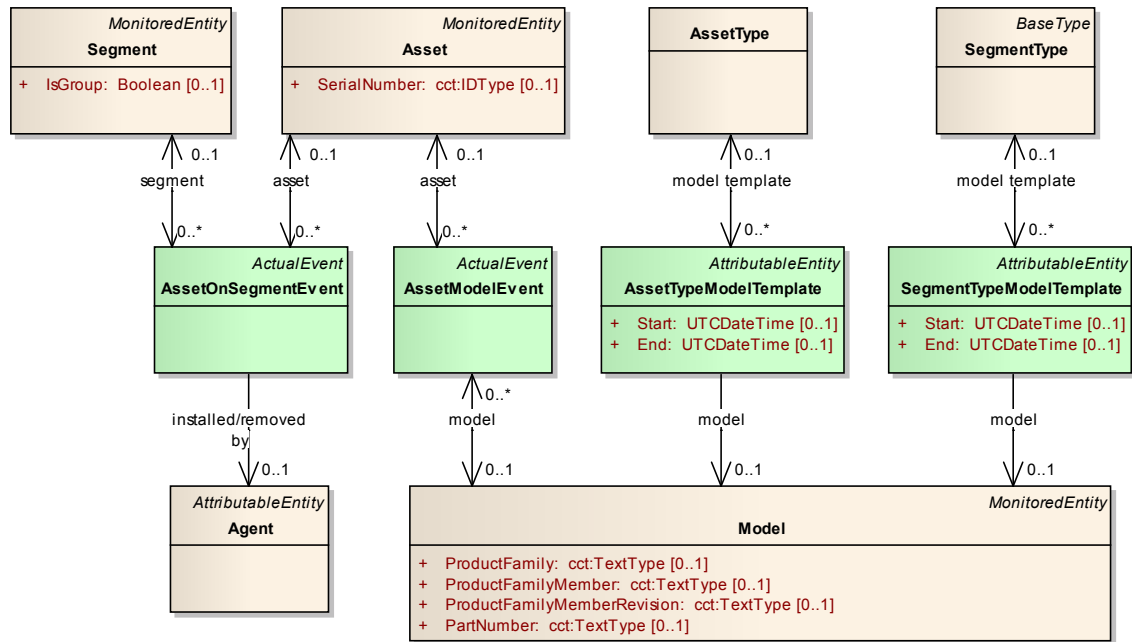 MonitoredEntity
Segment
+ IsGroup: Boolean [0..1]
MonitoredEntity
Asset
+ SerialNumber: cct:IDType [0..1]
AssetType
BaseType
SegmentType
0..1
segment
0..*
0..1
asset
0..*
0..1
asset
0..*
0..1
model template
0..*
0..1
model template
0..*
ActualEvent
AssetOnSegmentEvent
ActualEvent
AssetModelEvent
AttributableEntity
AssetTypeModelTemplate
+ Start: UTCDateTime [0..1]
+ End: UTCDateTime [0..1]
AttributableEntity
SegmentTypeModelTemplate
+ Start: UTCDateTime [0..1]
+ End: UTCDateTime [0..1]
installed/removed
by
0..1
0..*
model
0..1
model
0..1
model
0..1
AttributableEntity
Agent
MonitoredEntity
Model
+ ProductFamily: cct:TextType [0..1]
+ ProductFamilyMember: cct:TextType [0..1]
+ ProductFamilyMemberRevision: cct:TextType [0..1]
+ PartNumber: cct:TextType [0..1]